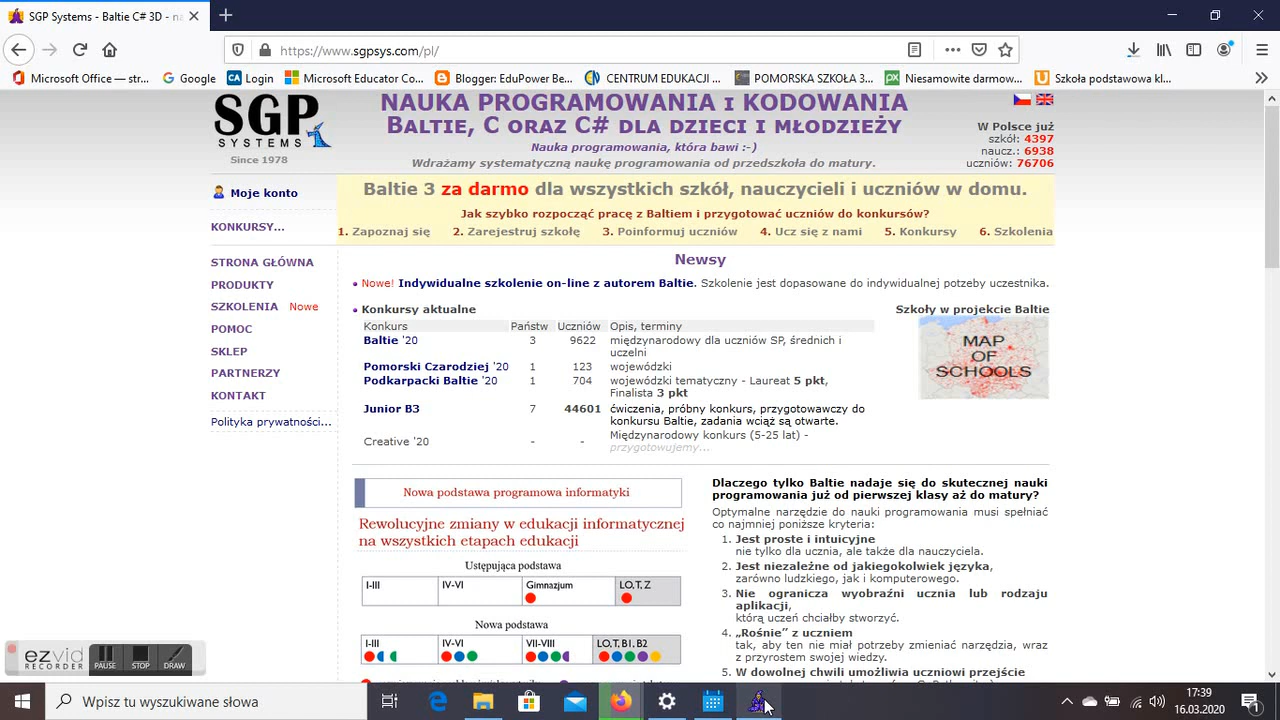 SGP Systems - Baltie C# 3D - na
https://www.sgpsys.com/pl/
Microsoft Office — str...
Google
Login
Microsoft Educator Co...
Blogger: EduPower Be...
CENTRUM EDUKACJI ...
POMORSKA SZKOŁA 3...
Niesamowite darmow...
Szkoła podstawowa kl...
SGP
SYSTEMS
Since 1978
NAUKA PROGRAMOWANIA I KODOWANIA
BALTIE, C ORAZ C# DLA DZIECI I MŁODZIEŻY
Nauka programowania, która bawi :-)
Wdrażamy systematyczną naukę programowania od przedszkola do matury.
W Polsce już
szkół: 4397
naucz.: 6938
uczniów: 76706
Moje konto
KONKURSY...
STRONA GŁÓWNA
PRODUKTY
SZKOLENIA Nowe
POMOC
SKLEP
PARTNERZY
KONTAKT
Polityka prywatności...
Baltie 3 za darmo dla wszystkich szkół, nauczycieli i uczniów w domu.
Jak szybko rozpocząć pracę z Baltiem i przygotować uczniów do konkursów?
1. Zapoznaj się 2. Zarejestruj szkołę 3. Poinformuj uczniów 4. Ucz się z nami 5. Konkursy 6. Szkolenia
Newsy
Nowe! Indywidualne szkolenie on-line z autorem Baltie. Szkolenie jest dopasowane do indywidualnej potrzeby uczestnika.
Konkursy aktualne
Konkurs Państw Uczniów Opis, terminy
Baltie '20 3 9622 międzynarodowy dla uczniów SP, średnich i
uczelni
Pomorski Czarodziej '20 1 123 wojewódzki
Podkarpacki Baltie '20 1 704 wojewódzki tematyczny - Laureat 5 pkt,
Finalista 3 pkt
Junior B3 7 44601 ćwiczenia, próbny konkurs, przygotowawczy do
konkursu Baltie, zadania wciąż są otwarte.
Creative '20 - - Międzynarodowy konkurs (5-25 lat) -
przygotowujemy...
Szkoły w projekcie Baltie
MAP
OF
SCHOOLS
Nowa podstawa programowa informatyki
Rewolucyjne zmiany w edukacji informatycznej
na wszystkich etapach edukacji
Ustępująca podstawa
I-III IV-VI Gimnazjum LO, T, Z
Nowa podstawa
I-III IV-VI VII-VIII LO, T, B1, B2
Dlaczego tylko Baltie nadaje się do skutecznej nauki
programowania już od pierwszej klasy aż do matury?
Optymalne narzędzie do nauki programowania musi spełniać
co najmniej poniższe kryteria:
1. Jest proste i intuicyjne
nie tylko dla ucznia, ale także dla nauczyciela.
2. Jest niezależne od jakiegokolwiek języka,
zarówno ludzkiego, jak i komputerowego.
3. Nie ogranicza wyobraźni ucznia lub rodzaju
aplikacji,
którą uczeń chciałby stworzyć.
4. „Rośnie” z uczniem
tak, aby ten nie miał potrzeby zmieniać narzędzia, wraz
z przyrostem swojej wiedzy.
5. W dowolnej chwili umożliwa uczniowi przejście
ezvid
RECORDER
PAUSE
STOP
DRAW
Wpisz tu wyszukiwane słowa
17:39
16.03.2020
1